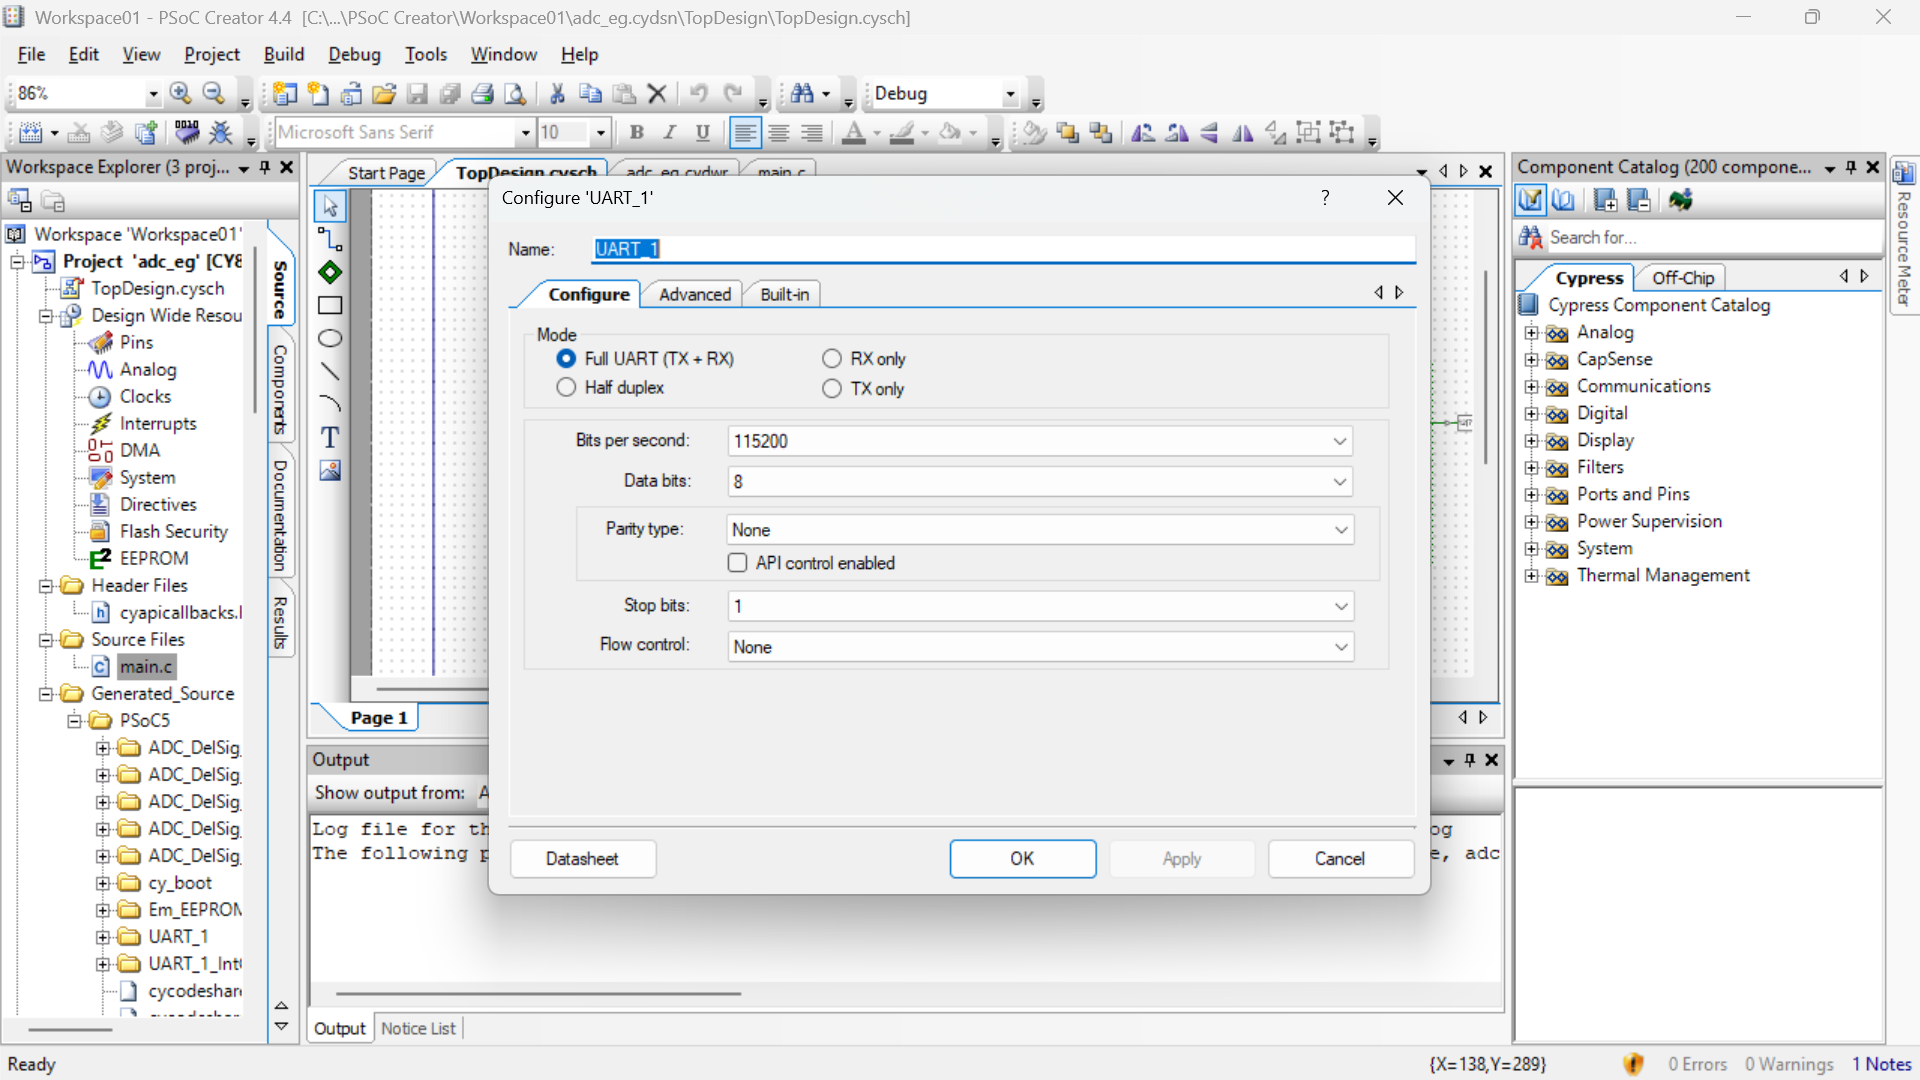 Workspace01 - PSoC Creator 4.4 [C:\...\PSoC Creator\Workspace01\adc_eg.cydsn\TopDesign\TopDesign.cysch]
File Edit View Project Build Debug Tools Window Help
86%
Debug
Microsoft Sans Serif
10
B I U
Workspace Explorer (3 proj...
Workspace 'Workspace01'
Project 'adc_eg' [CY8
TopDesign.cysch
Design Wide Resou
Pins
Analog
Clocks
Interrupts
DMA
System
Directives
Flash Security
EEPROM
Header Files
cyapicallbacks.
Source Files
main.c
Generated_Source
PSoC5
ADC_DelSig_
ADC_DelSig_
ADC_DelSig_
ADC_DelSig_
ADC_DelSig_
cy_boot
Em_EEPROM
UART_1
UART_1_Int
cycodeshar
Source
Components
Documentation
Results
Start Page
TopDesign.cysch
adc_eg.cydwr
main.c
Configure 'UART_1'
?
Name: UART_1
Configure
Advanced
Built-in
Mode
Full UART (TX + RX)
RX only
Half duplex
TX only
Bits per second: 115200
Data bits: 8
Parity type: None
API control enabled
Stop bits: 1
Flow control: None
Datasheet
OK
Apply
Cancel
Page 1
Output
Show output from:
Log file for th
og
The following p
e, adc
Output
Notice List
Component Catalog (200 compone...
Search for...
Cypress
Off-Chip
Cypress Component Catalog
Analog
CapSense
Communications
Digital
Display
Filters
Ports and Pins
Power Supervision
System
Thermal Management
Resource Meter
Ready
{X=138,Y=289}
0 Errors
0 Warnings
1 Notes